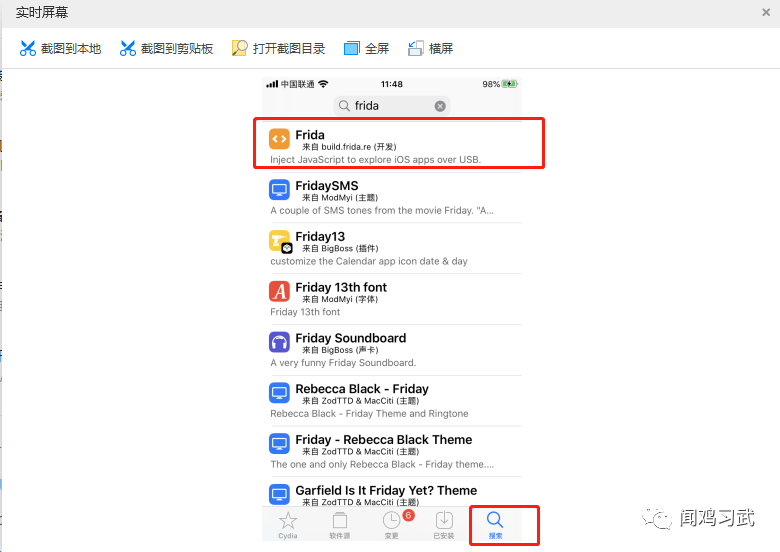 实时屏幕
截图到本地 截图到剪贴板 打开截图目录 全屏 横屏
中国联通 11:48 98%
frida
Frida
来自 build.frida.re (开发)
Inject JavaScript to explore iOS apps over USB.
FridaySMS
来自 ModMyi (主题)
A couple of SMS tones from the movie Friday. "A...
Friday13
来自 BigBoss (插件)
customize the Calendar app icon date & day
Friday 13th font
来自 ModMyi (字体)
Friday 13th font
Friday Soundboard
来自 BigBoss (声卡)
A very funny Friday Soundboard.
Rebecca Black - Friday
来自 ZodTTD & MacCiti (主题)
Rebecca Black - Friday Theme and Ringtone
Friday - Rebecca Black Theme
来自 ZodTTD & MacCiti (主题)
The one and only Rebecca Black - Friday theme....
Garfield Is It Friday Yet? Theme
来自 ZodTTD & MacCiti (主题)
6
Cydia 软件源 变更 已安装 搜索
闻鸡习武